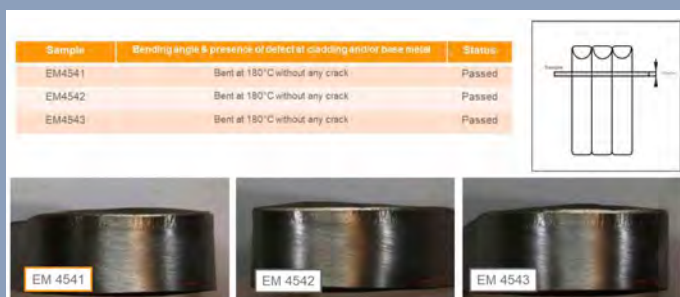 Sample Bending angle & presence of defect at cladding and/or base metal Status
EM4541 Bent at 180°C without any crack Passed
EM4542 Bent at 180°C without any crack Passed
EM4543 Bent at 180°C without any crack Passed
EM 4541
EM 4542
EM 4543